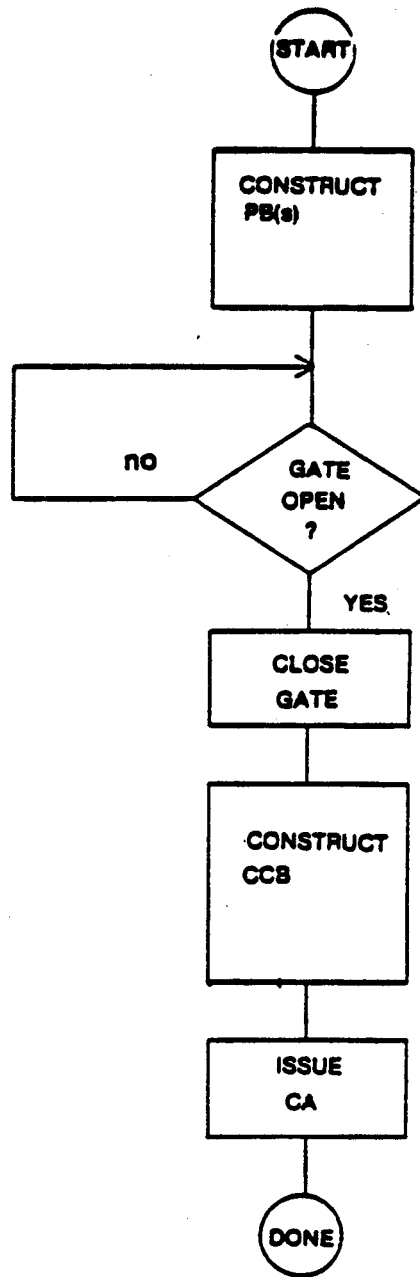 START
CONSTRUCT
PB(s)
no
GATE
OPEN
?
YES
CLOSE
GATE
CONSTRUCT
CCB
ISSUE
CA
DONE